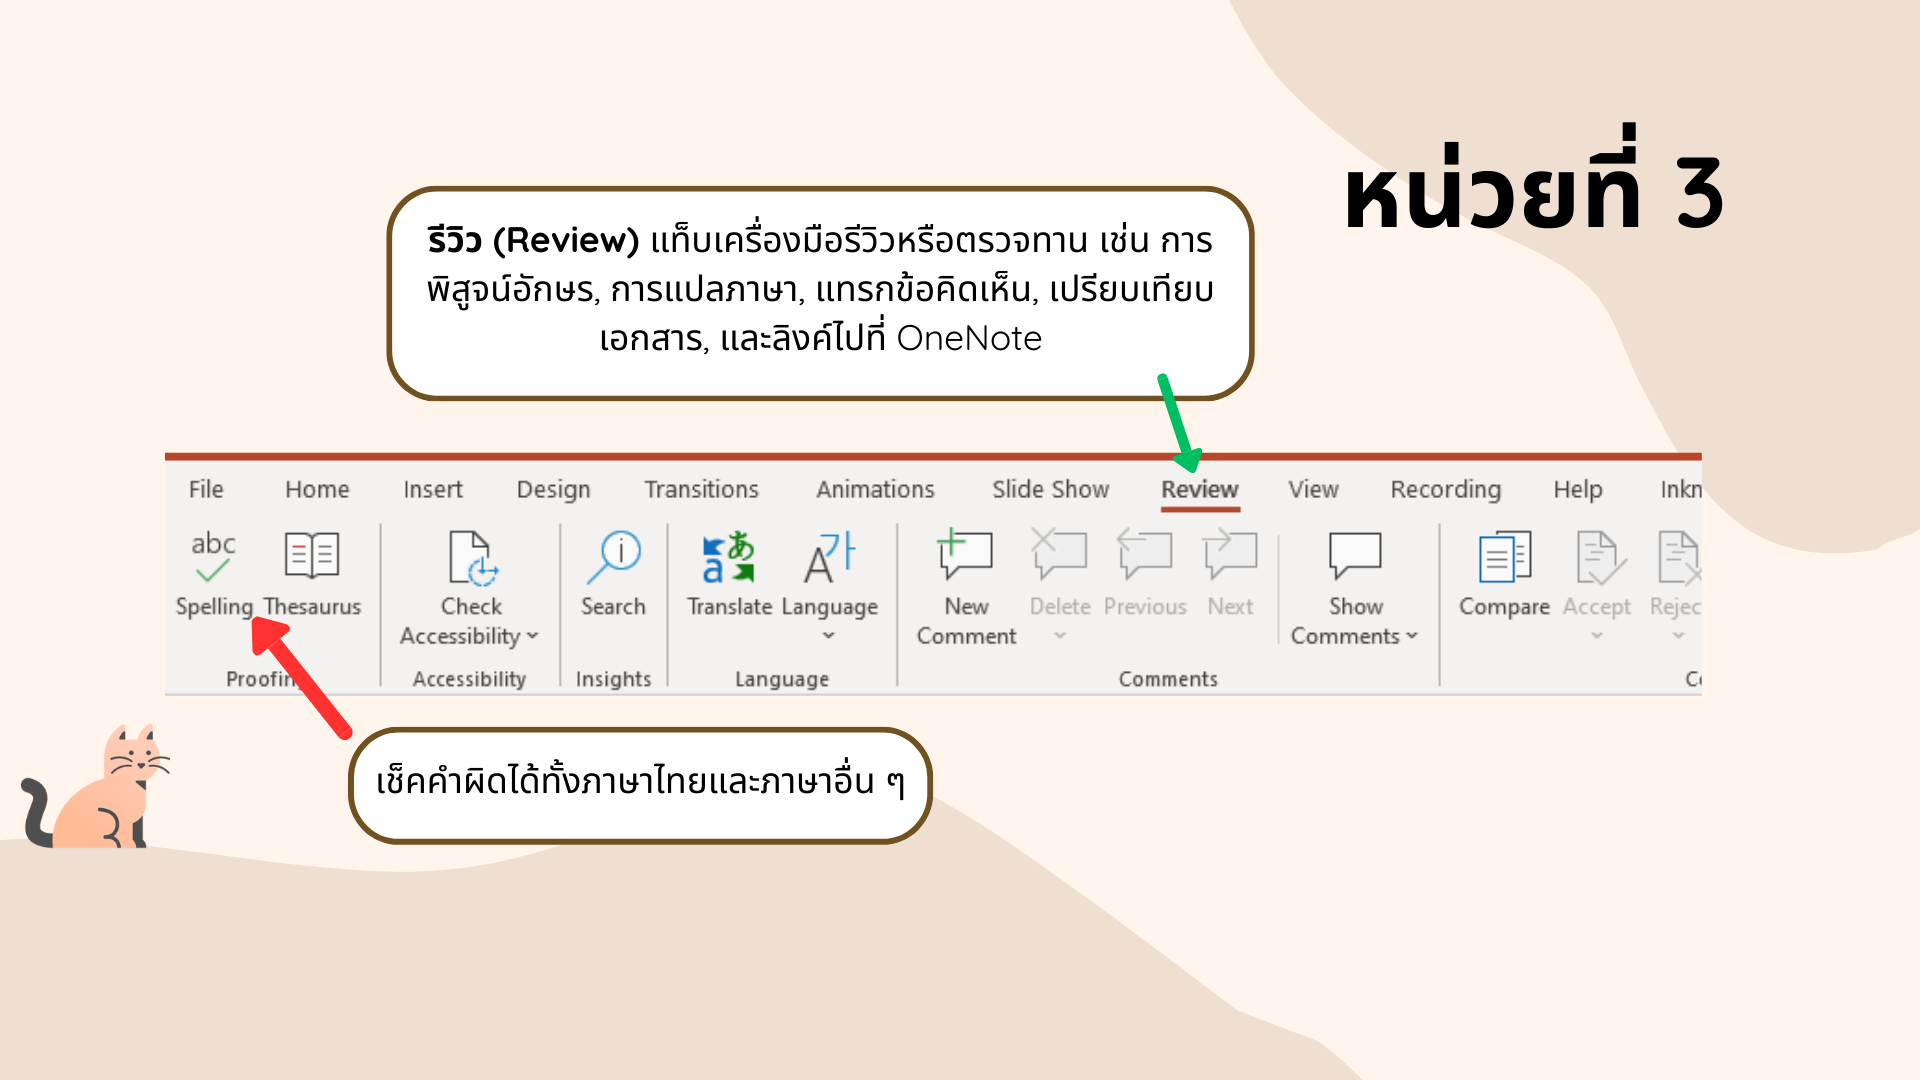 หน่วยที่ 3
รีวิว (Review) แท็บเครื่องมือรีวิวหรือตรวจทาน เช่น การ
พิสูจน์อักษร, การแปลภาษา, แทรกข้อคิดเห็น, เปรียบเทียบ
เอกสาร, และลิงค์ไปที่ OneNote
File Home Insert Design Transitions Animations Slide Show Review View Recording Help
abc
Spelling Thesaurus Check Search Translate Language New Delete Previous Next Show Compare Accept
Accessibility Comment Comments
Accessibility Insights Language Comments
เช็คคำผิดได้ทั้งภาษาไทยและภาษาอื่น ๆ